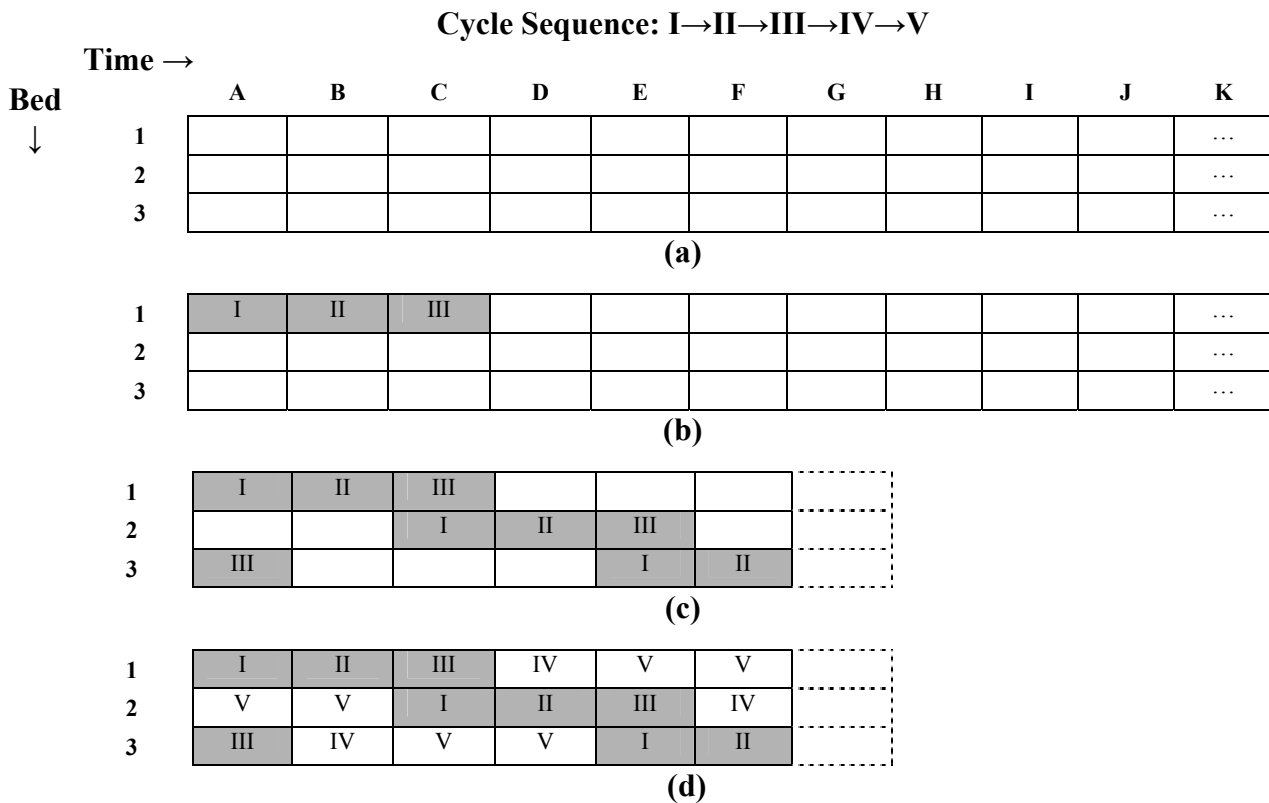 Cycle Sequence: I→II→III→IV→V
Time →
Bed A B C D E F G H I J K
↓
1 …
2 …
3 …
(a)
1 I II III …
2 …
3 …
(b)
1 I II III
2 I II III
3 III I II
(c)
1 I II III IV V V
2 V V I II III IV
3 III IV V V I II
(d)